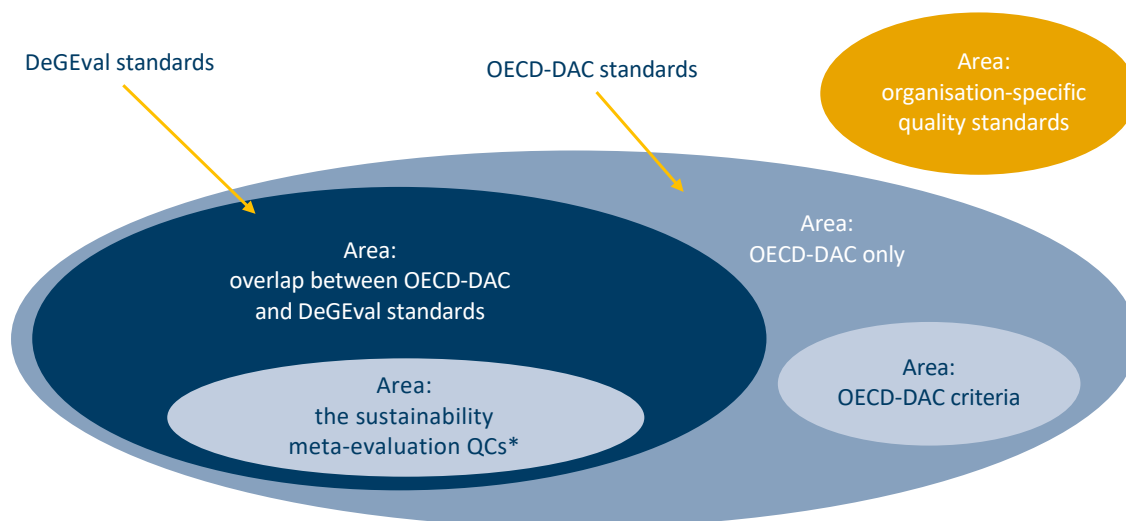 DeGEval standards
OECD-DAC standards
Area:
organisation-specific
quality standards
Area:
OECD-DAC only
Area:
overlap between OECD-DAC
and DeGEval standards
Area:
OECD-DAC criteria
Area:
the sustainability
meta-evaluation QCs*